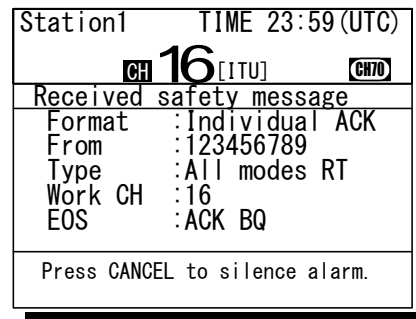 Station1 TIME 23:59(UTC)
CH 16[ITU] CH70
Received safety message
Format :Individual ACK
From :123456789
Type :All modes RT
Work CH :16
EOS :ACK BQ
Press CANCEL to silence alarm.